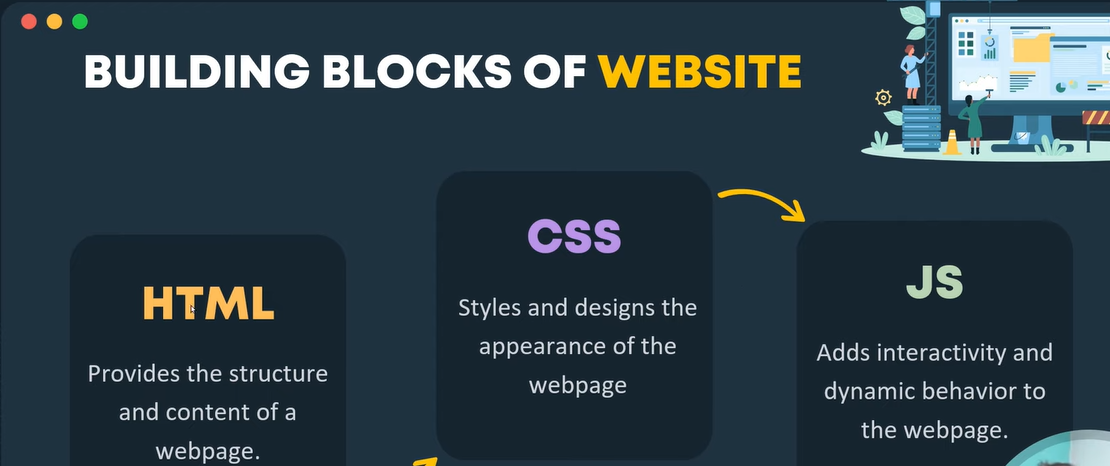 BUILDING BLOCKS OF WEBSITE
HTML
Provides the structure
and content of a
webpage.
CSS
Styles and designs the
appearance of the
webpage
JS
Adds interactivity and
dynamic behavior to
the webpage.